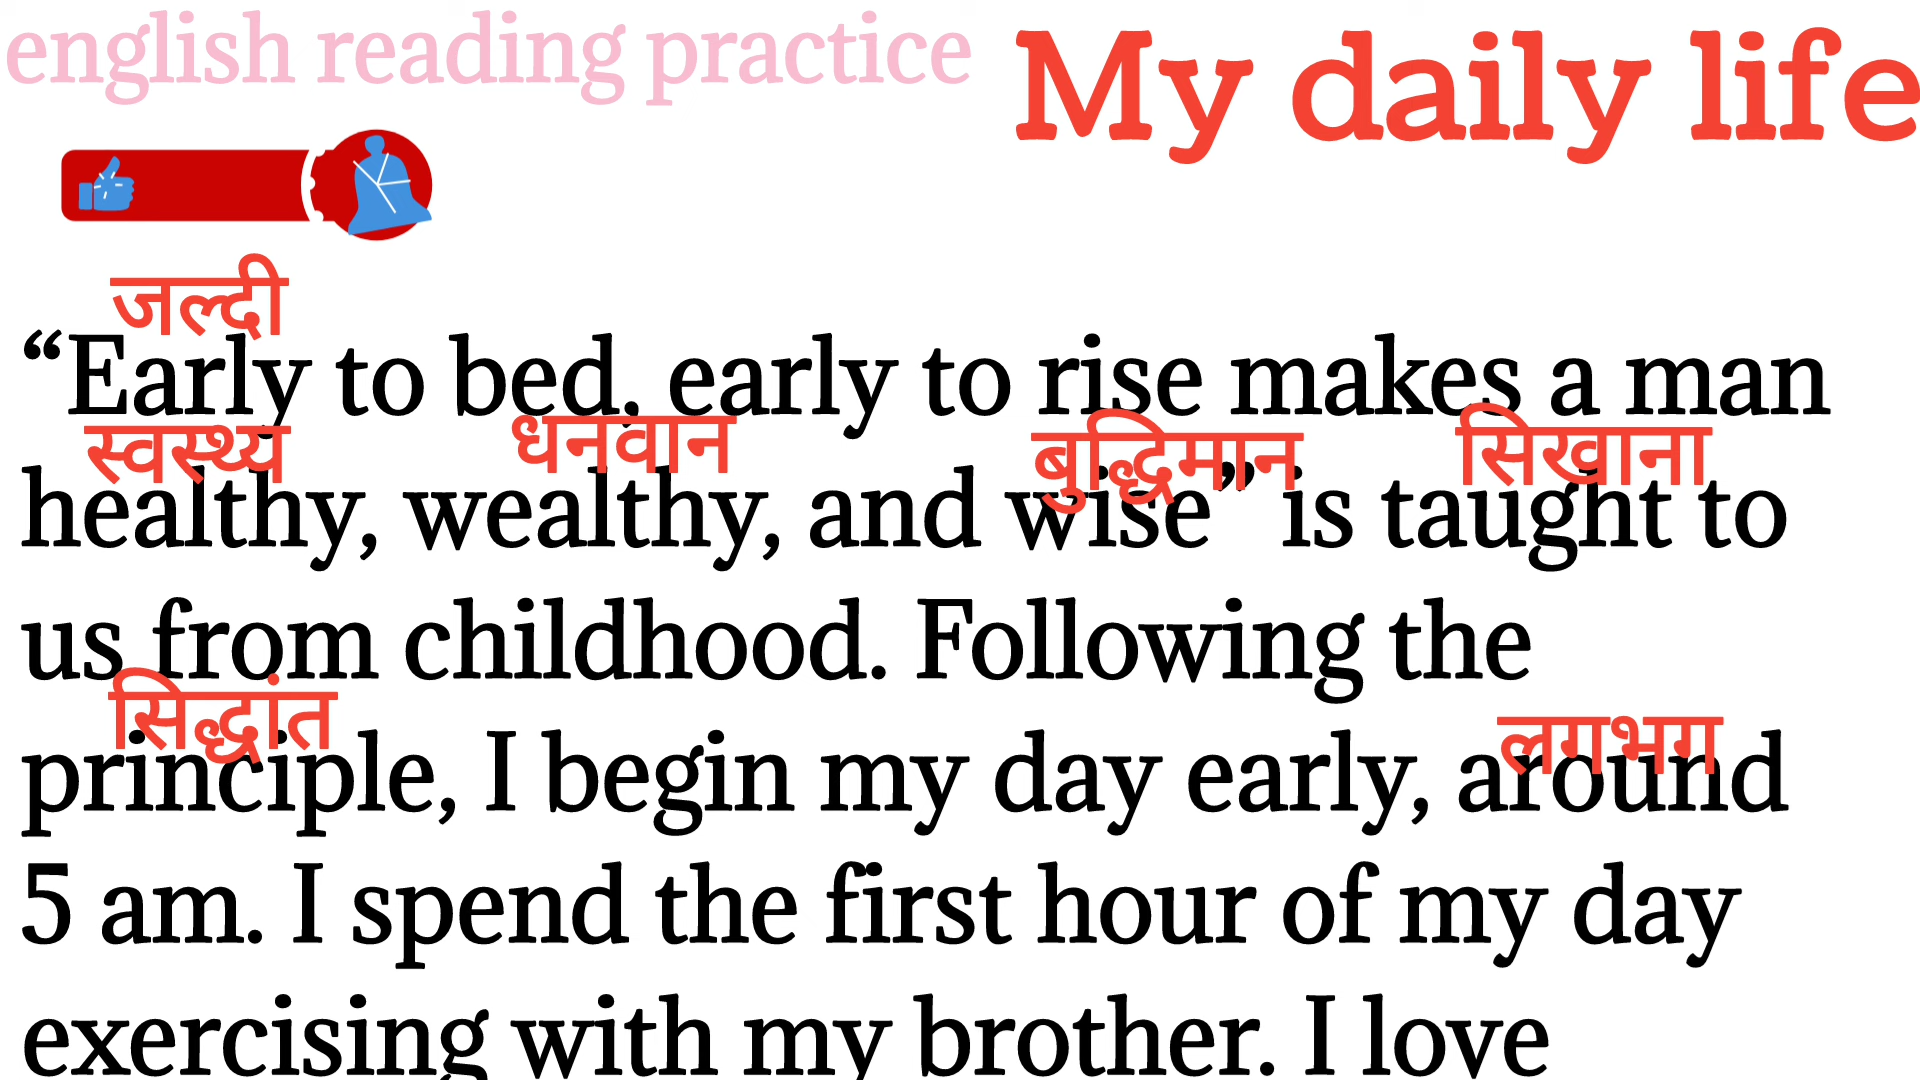 english reading practice
My daily life
जल्दी
“Early to bed, early to rise makes a man
स्वस्थ्य धनवान बुद्धिमान सिखाना
healthy, wealthy, and wise” is taught to
us from childhood. Following the
सिद्धांत लगभग
principle, I begin my day early, around
5 am. I spend the first hour of my day
exercising with my brother. I love